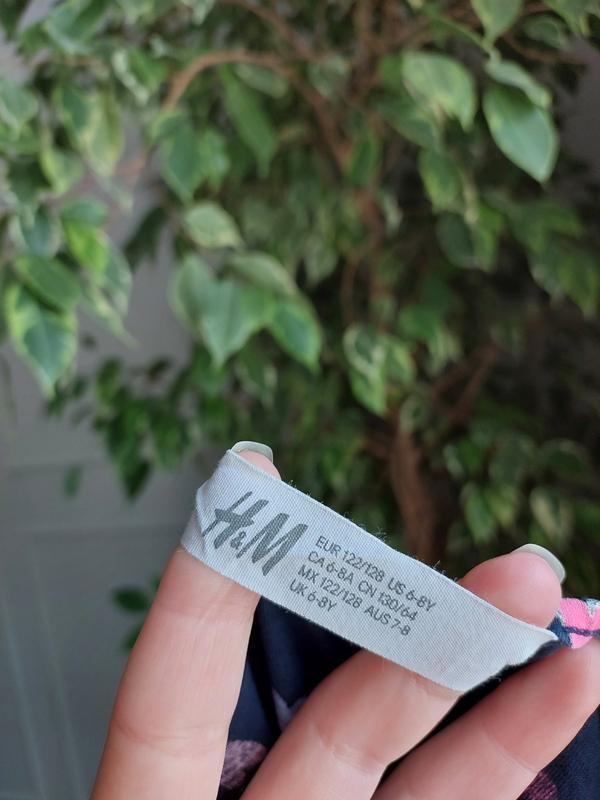 H&M
EUR 122/128 US 6-8Y
CA 6-8A CN 130/64
MX 122/128 AUS 7-8
UK 6-8Y